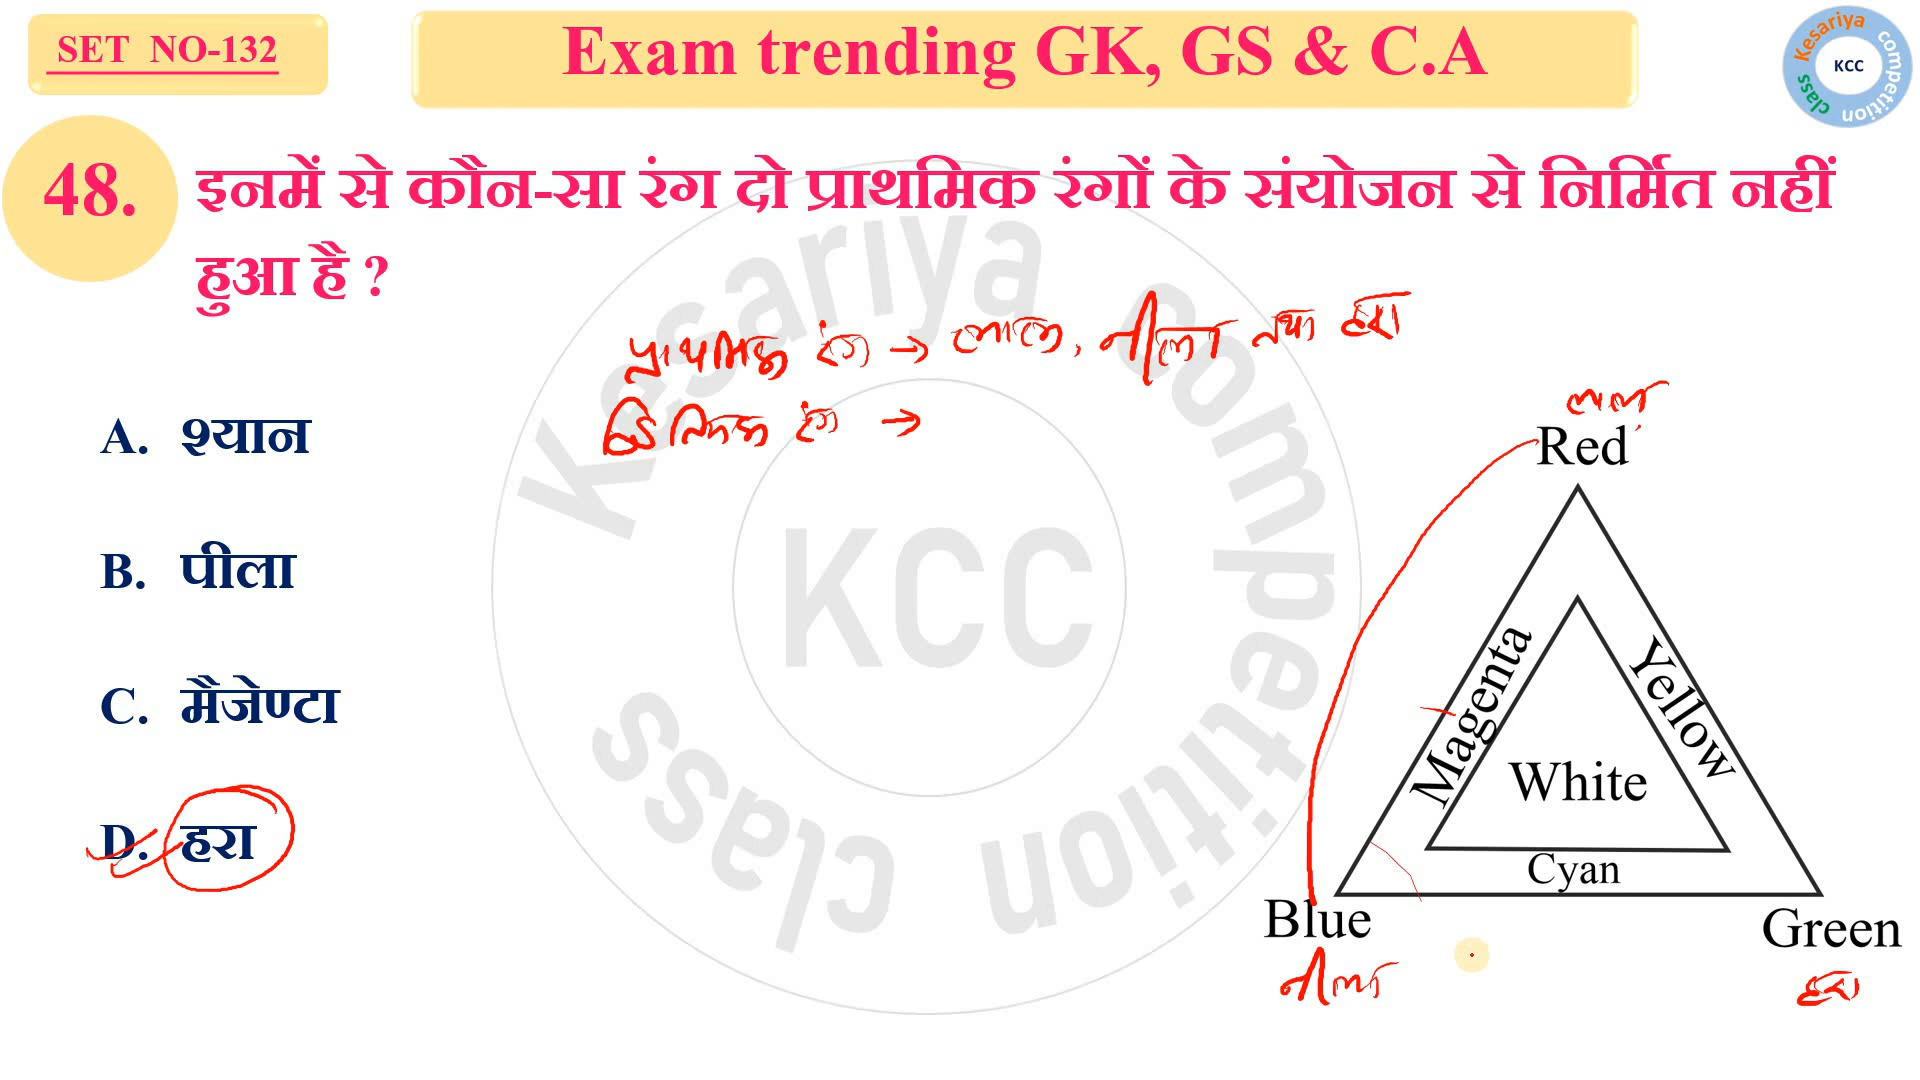 SET NO-132
Exam trending GK, GS & C.A
Kesariya competition class
KCC
48. इनमें से कौन-सा रंग दो प्राथमिक रंगों के संयोजन से निर्मित नहीं
हुआ है ?
प्राथमिक रंग → लाल, नीला तथा हरा
द्वितीयक रंग →
A. श्यान
B. पीला
C. मैजेण्टा
D. हरा
लाल
Red
Magenta
Yellow
White
Cyan
Blue
Green
नीला
हरा
Kesariya competition class
KCC